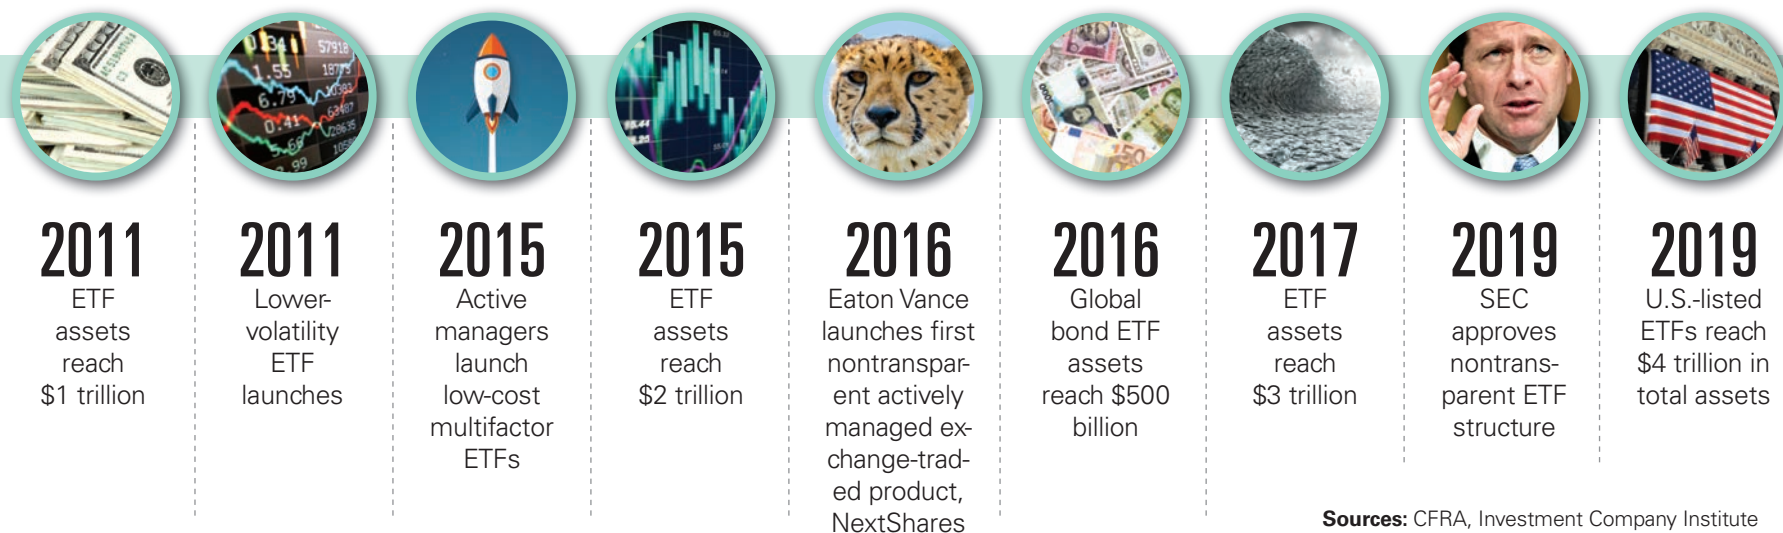 2011
ETF
assets
reach
$1 trillion
2011
Lower-
volatility
ETF
launches
2015
Active
managers
launch
low-cost
multifactor
ETFs
2015
ETF
assets
reach
$2 trillion
2016
Eaton Vance
launches first
nontranspar-
ent actively
managed ex-
change-trad-
ed product,
NextShares
2016
Global
bond ETF
assets
reach $500
billion
2017
ETF
assets
reach
$3 trillion
2019
SEC
approves
nontrans-
parent ETF
structure
2019
U.S.-listed
ETFs reach
$4 trillion in
total assets
Sources: CFRA, Investment Company Institute